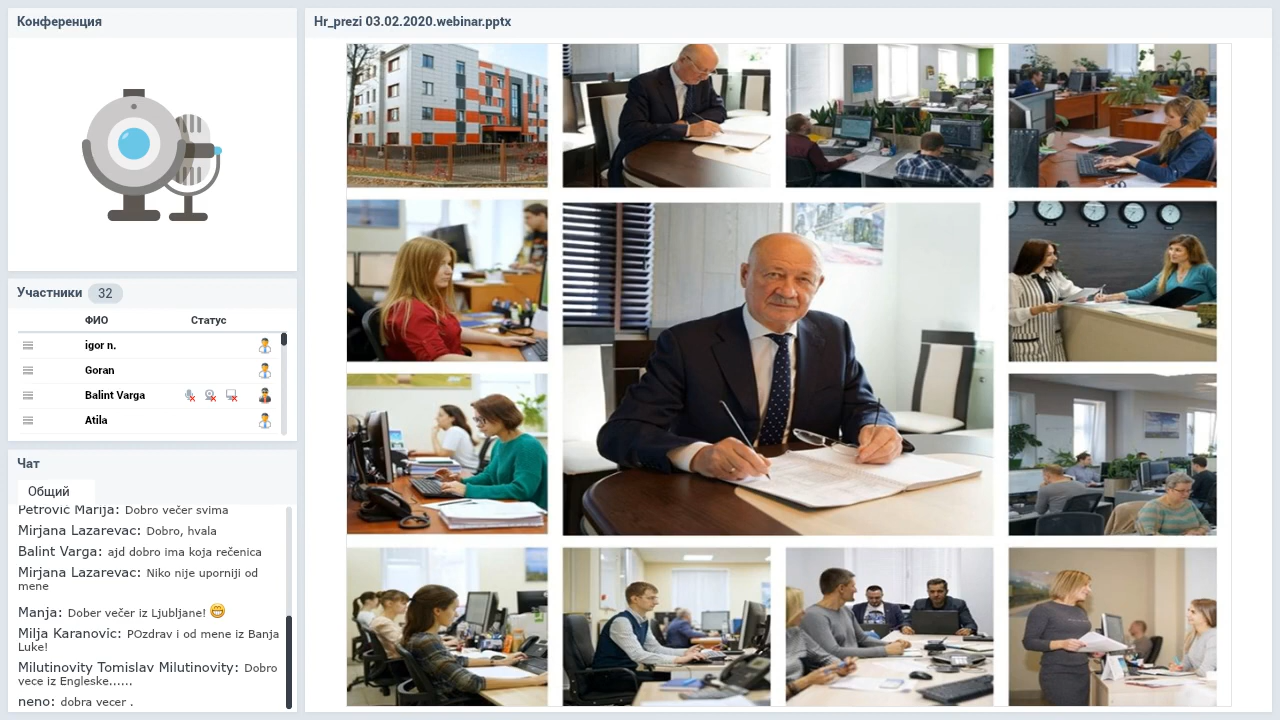 Конференция
Hr_prezi 03.02.2020.webinar.pptx
Участники 32
ФИО Статус
igor n.
Goran
Balint Varga
Atila
Чат
Общий
Petrović Marija: Dobro večer svima
Mirjana Lazarevac: Dobro, hvala
Balint Varga: ajd dobro ima koja rečenica
Mirjana Lazarevac: Niko nije uporniji od
mene
Manja: Dober večer iz Ljubljane!
Milja Karanovic: POzdrav i od mene iz Banja
Luke!
Milutinovity Tomislav Milutinovity: Dobro
vece iz Engleske......
neno: dobra vecer .